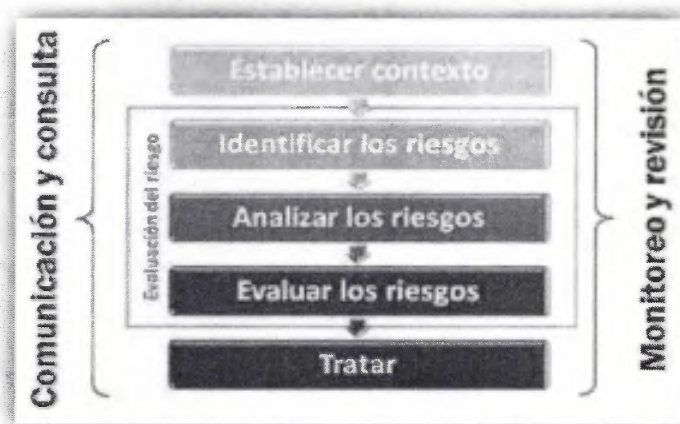 Comunicación y consulta
Establecer contexto
Evaluación del riesgo
Identificar los riesgos
Analizar los riesgos
Evaluar los riesgos
Tratar
Monitoreo y revisión